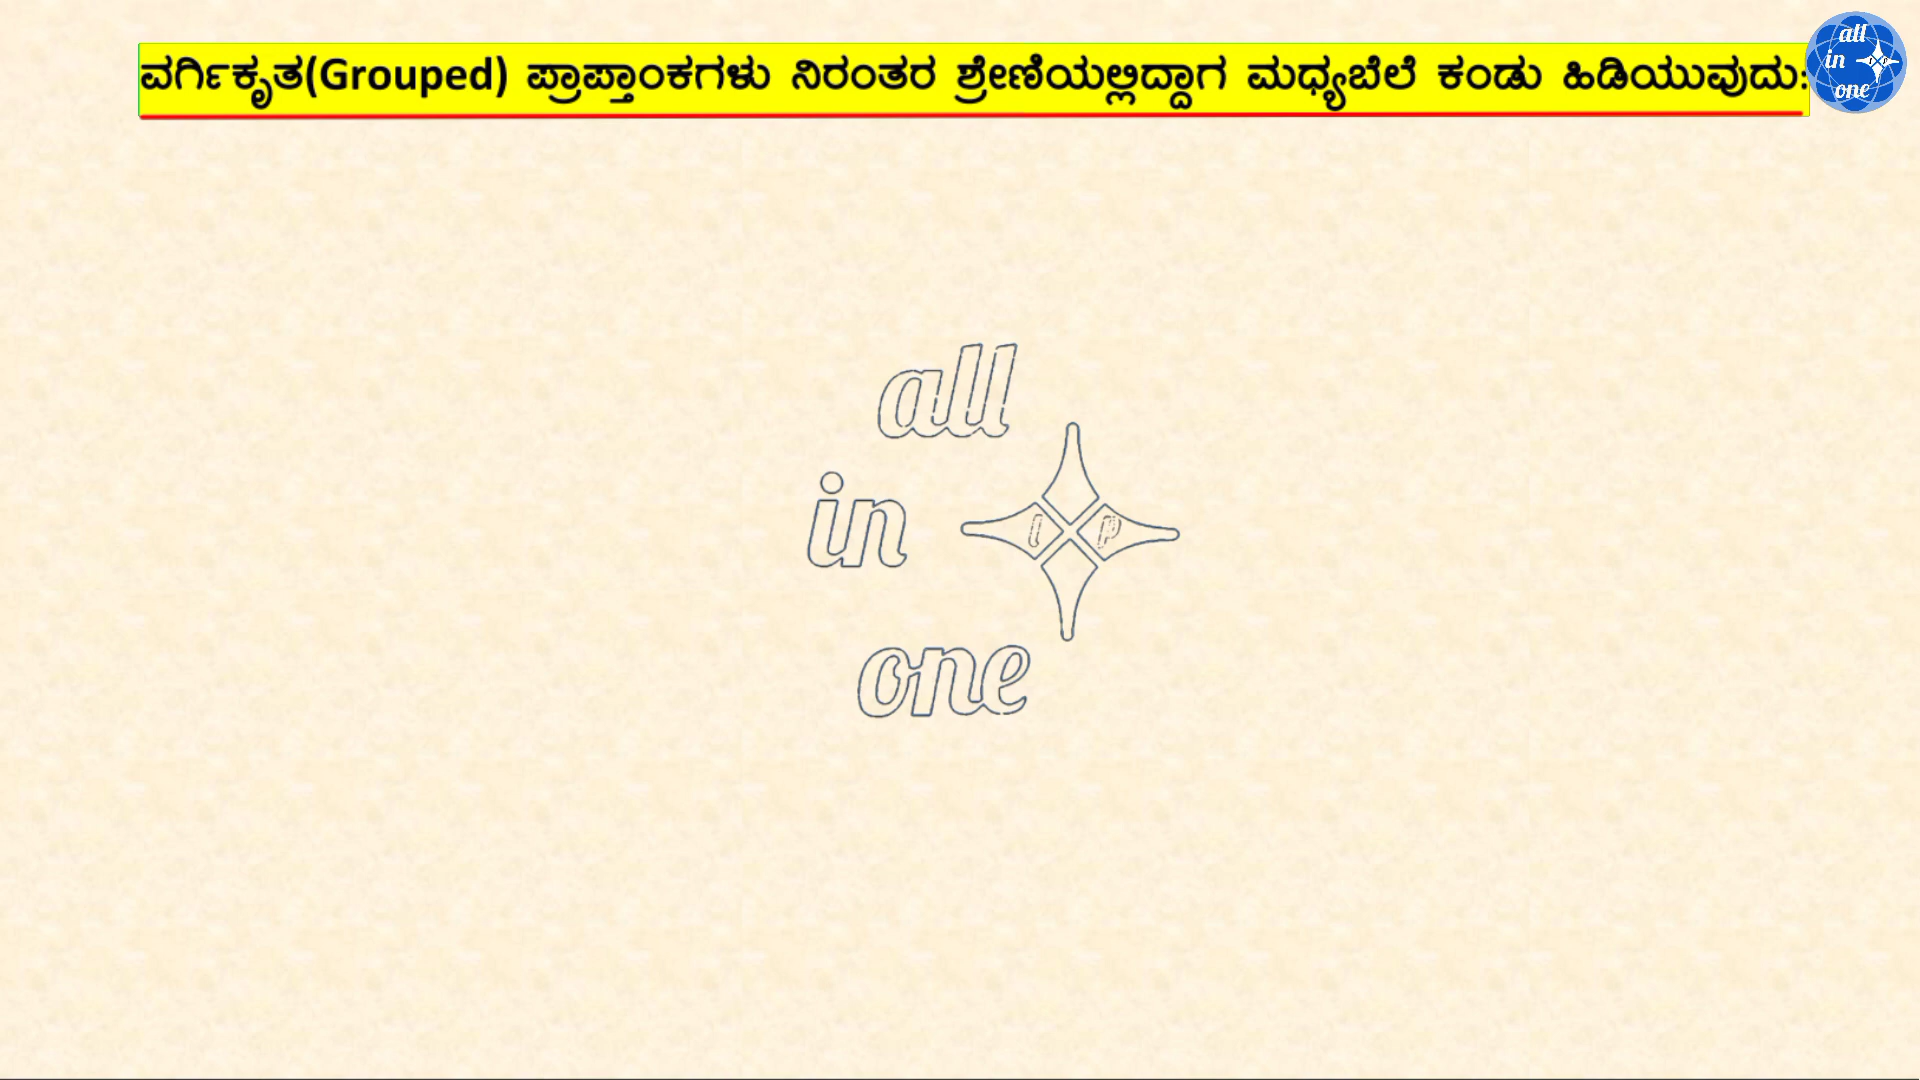 ವರ್ಗಿಕೃತ(Grouped) ಪ್ರಾಪ್ತಾಂಕಗಳು ನಿರಂತರ ಶ್ರೇಣಿಯಲ್ಲಿದ್ದಾಗ ಮಧ್ಯಬೆಲೆ ಕಂಡು ಹಿಡಿಯುವುದು:
all
in
one
all
in
I P
one